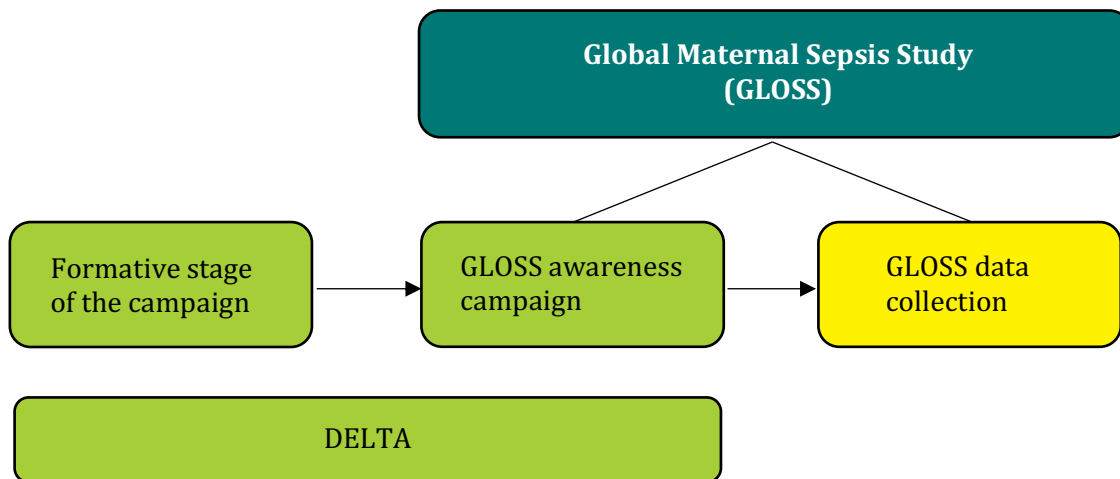 Global Maternal Sepsis Study
(GLOSS)
Formative stage
of the campaign
GLOSS awareness
campaign
GLOSS data
collection
DELTA